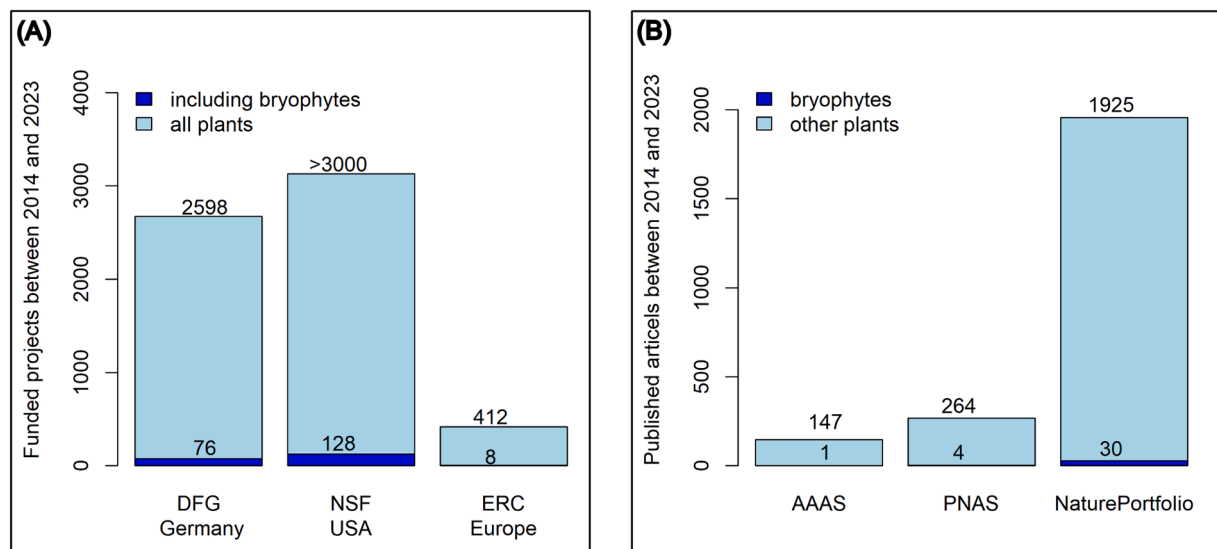 (A)
Funded projects between 2014 and 2023
4000
3000
2000
1000
0
including bryophytes
all plants
2598
>3000
412
76
128
8
DFG
Germany
NSF
USA
ERC
Europe
(B)
Published articels between 2014 and 2023
2000
1500
1000
500
0
bryophytes
other plants
147
264
1925
1
4
30
AAAS
PNAS
NaturePortfolio